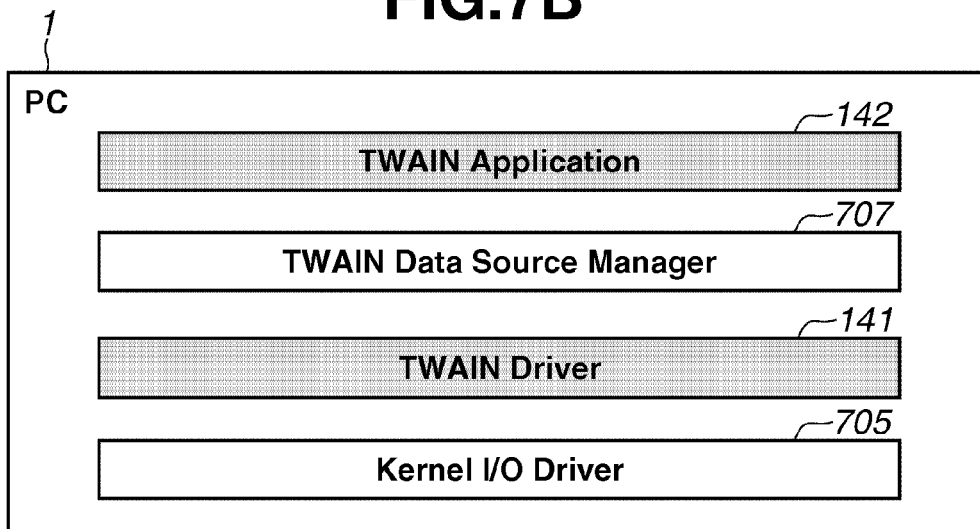 FIG.7B
1
PC
142
TWAIN Application
707
TWAIN Data Source Manager
141
TWAIN Driver
705
Kernel I/O Driver